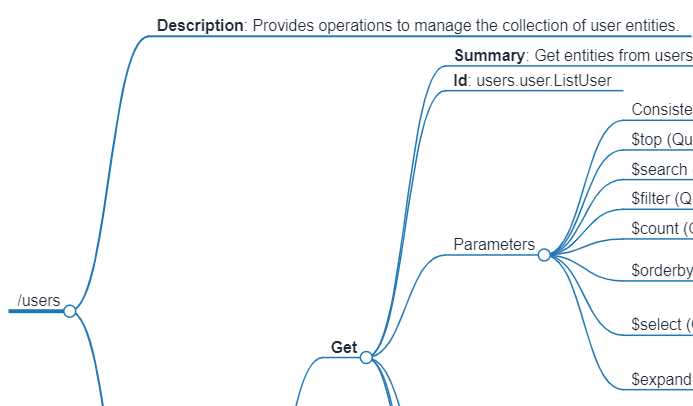 Description: Provides operations to manage the collection of user entities.
Summary: Get entities from users
Id: users.user.ListUser
$top (Qu
$search
$filter (Q
$count (
Parameters
$orderby
/users
$select (
Get
$expand